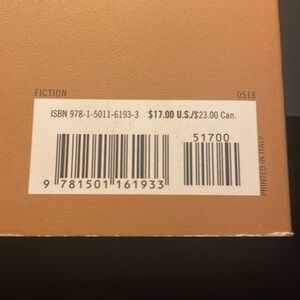 FICTION 0518
ISBN 978-1-5011-6193-3 $17.00 U.S./$23.00 Can.
51700
9 781501 161933
PRINTED IN ITALY